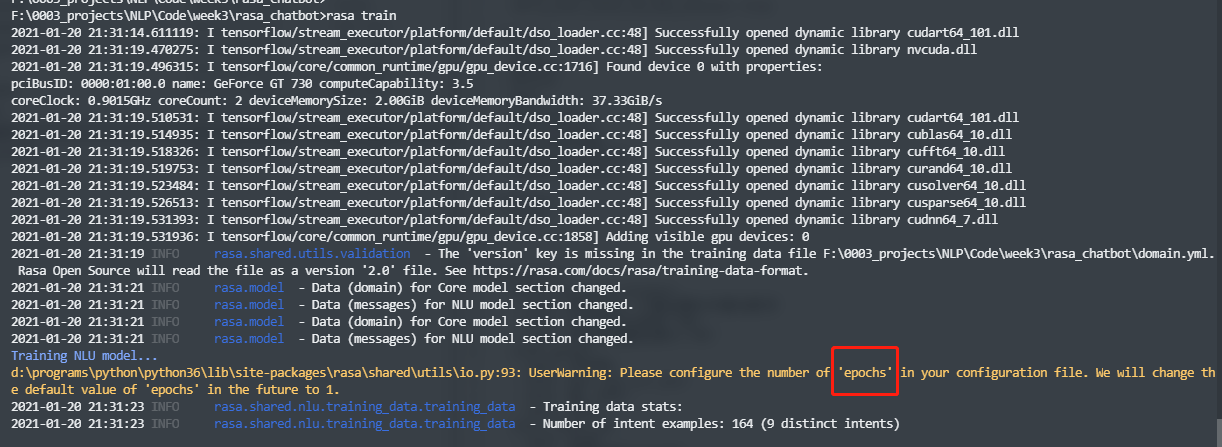 F:\0003_projects\NLP\Code\week3\rasa_chatbot>
F:\0003_projects\NLP\Code\week3\rasa_chatbot>rasa train
2021-01-20 21:31:14.611119: I tensorflow/stream_executor/platform/default/dso_loader.cc:48] Successfully opened dynamic library cudart64_101.dll
2021-01-20 21:31:19.470275: I tensorflow/stream_executor/platform/default/dso_loader.cc:48] Successfully opened dynamic library nvcuda.dll
2021-01-20 21:31:19.496315: I tensorflow/core/common_runtime/gpu/gpu_device.cc:1716] Found device 0 with properties:
pciBusID: 0000:01:00.0 name: GeForce GT 730 computeCapability: 3.5
coreClock: 0.9015GHz coreCount: 2 deviceMemorySize: 2.00GiB deviceMemoryBandwidth: 37.33GiB/s
2021-01-20 21:31:19.510531: I tensorflow/stream_executor/platform/default/dso_loader.cc:48] Successfully opened dynamic library cudart64_101.dll
2021-01-20 21:31:19.514935: I tensorflow/stream_executor/platform/default/dso_loader.cc:48] Successfully opened dynamic library cublas64_10.dll
2021-01-20 21:31:19.518326: I tensorflow/stream_executor/platform/default/dso_loader.cc:48] Successfully opened dynamic library cufft64_10.dll
2021-01-20 21:31:19.519753: I tensorflow/stream_executor/platform/default/dso_loader.cc:48] Successfully opened dynamic library curand64_10.dll
2021-01-20 21:31:19.523484: I tensorflow/stream_executor/platform/default/dso_loader.cc:48] Successfully opened dynamic library cusolver64_10.dll
2021-01-20 21:31:19.526513: I tensorflow/stream_executor/platform/default/dso_loader.cc:48] Successfully opened dynamic library cusparse64_10.dll
2021-01-20 21:31:19.531393: I tensorflow/stream_executor/platform/default/dso_loader.cc:48] Successfully opened dynamic library cudnn64_7.dll
2021-01-20 21:31:19.531936: I tensorflow/core/common_runtime/gpu/gpu_device.cc:1858] Adding visible gpu devices: 0
2021-01-20 21:31:19 INFO     rasa.shared.utils.validation  - The 'version' key is missing in the training data file F:\0003_projects\NLP\Code\week3\rasa_chatbot\domain.yml.
 Rasa Open Source will read the file as a version '2.0' file. See https://rasa.com/docs/rasa/training-data-format.
2021-01-20 21:31:21 INFO     rasa.model  - Data (domain) for Core model section changed.
2021-01-20 21:31:21 INFO     rasa.model  - Data (messages) for NLU model section changed.
2021-01-20 21:31:21 INFO     rasa.model  - Data (domain) for Core model section changed.
2021-01-20 21:31:21 INFO     rasa.model  - Data (messages) for NLU model section changed.
Training NLU model...
d:\programs\python\python36\lib\site-packages\rasa\shared\utils\io.py:93: UserWarning: Please configure the number of 'epochs' in your configuration file. We will change th
e default value of 'epochs' in the future to 1.
2021-01-20 21:31:23 INFO     rasa.shared.nlu.training_data.training_data  - Training data stats:
2021-01-20 21:31:23 INFO     rasa.shared.nlu.training_data.training_data  - Number of intent examples: 164 (9 distinct intents)